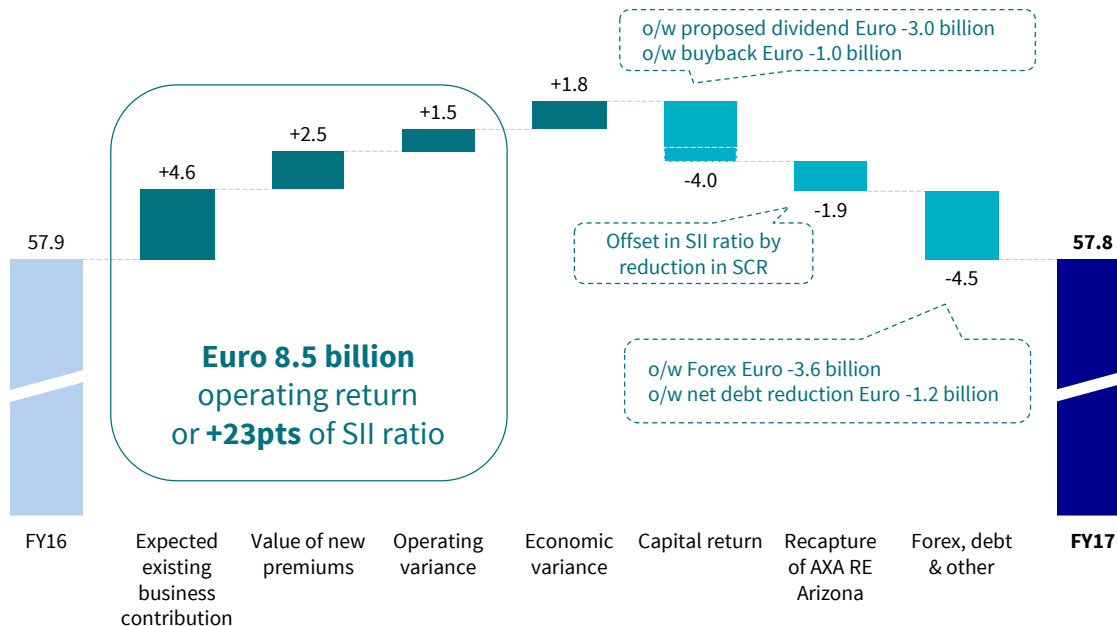 o/w proposed dividend Euro -3.0 billion
o/w buyback Euro -1.0 billion
57.9
+4.6
+2.5
+1.5
+1.8
-4.0
-1.9
-4.5
57.8
Offset in SII ratio by
reduction in SCR
Euro 8.5 billion
operating return
or +23pts of SII ratio
o/w Forex Euro -3.6 billion
o/w net debt reduction Euro -1.2 billion
FY16
Expected
existing
business
contribution
Value of new
premiums
Operating
variance
Economic
variance
Capital return
Recapture
of AXA RE
Arizona
Forex, debt
& other
FY17